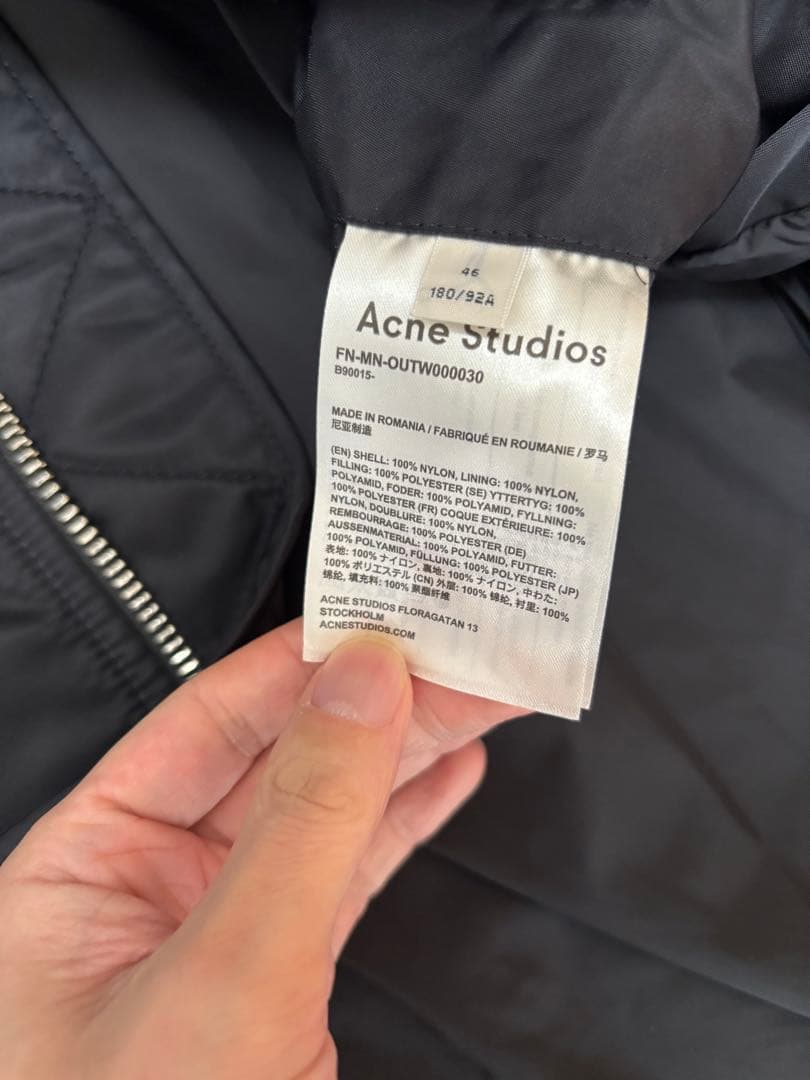 46
180/92A
Acne Studios
FN-MN-OUTW000030
B90015-
MADE IN ROMANIA / FABRIQUÉ EN ROUMANIE / 罗马
尼亚制造
(EN) SHELL: 100% NYLON, LINING: 100% NYLON,
FILLING: 100% POLYESTER (SE) YTTERTYG: 100%
POLYAMID, FODER: 100% POLYAMID, FYLLNING:
100% POLYESTER (FR) COQUE EXTÉRIEURE: 100%
NYLON, DOUBLURE: 100% NYLON,
REMBOURRAGE: 100% POLYESTER (DE)
AUSSENMATERIAL: 100% POLYAMID, FUTTER:
100% POLYAMID, FÜLLUNG: 100% POLYESTER (JP)
表地: 100% ナイロン, 裏地: 100% ナイロン, 中わた:
100% ポリエステル (CN) 外层: 100% 锦纶, 衬里: 100%
锦纶, 填充料: 100% 聚酯纤维
ACNE STUDIOS FLORAGATAN 13
STOCKHOLM
ACNESTUDIOS.COM